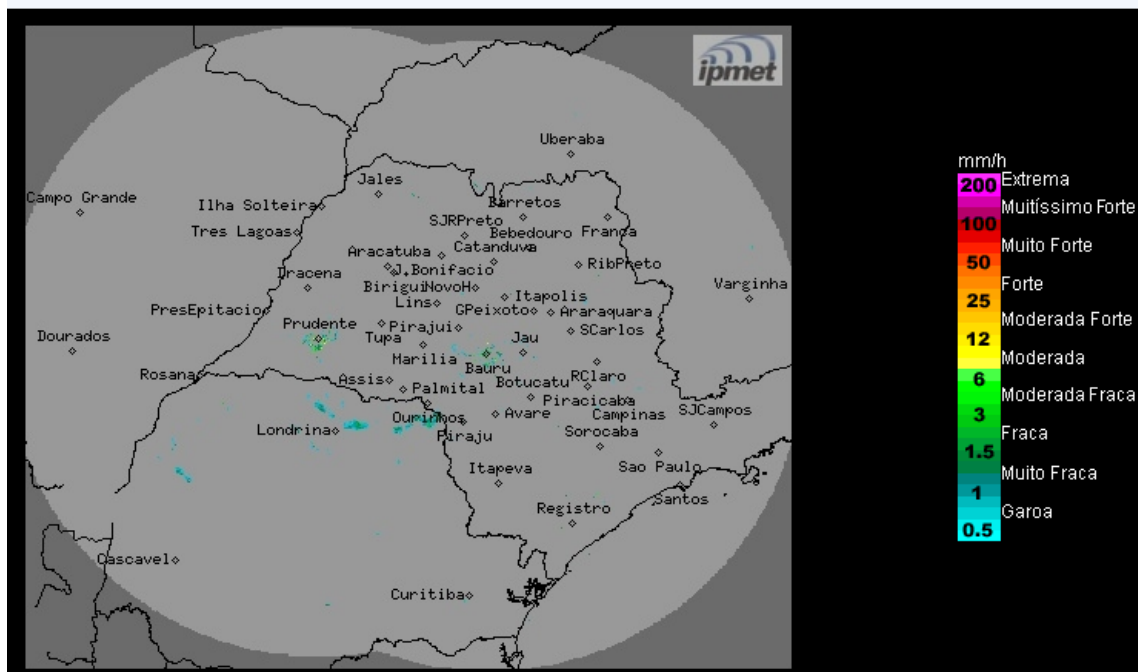 ipmet
Uberaba
Jales
Campo Grande
Ilha Solteira
Barretos
SJRPreto
Tres Lagoas
Bebedouro
Franca
Catanduva
Aracatuba
J.Bonifacio
RibPreto
Dracena
Birigui
NovoH
Varginha
Itapolis
Lins
PresEpitacio
GPeixoto
Araraquara
Prudente
Pirajui
SCarlos
Dourados
Tupa
Jau
Marilia
Bauru
Rosana
Assis
RClaro
Palmital
Botucatu
Piracicaba
SJCampos
Ourinhos
Avare
Campinas
Londrina
Piraju
Sorocaba
Itapeva
Sao Paulo
Santos
Registro
Cascavel
Curitiba
mm/h
200 Extrema
Muitíssimo Forte
100
Muito Forte
50
Forte
25
Moderada Forte
12
Moderada
6
Moderada Fraca
3
Fraca
1.5
Muito Fraca
1
Garoa
0.5